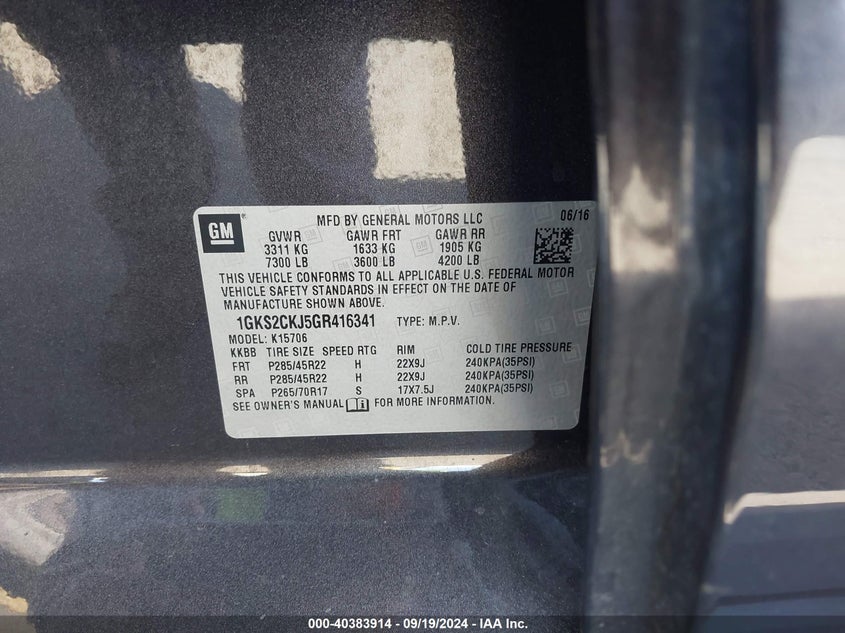 GM
MFD BY GENERAL MOTORS LLC 06/16
GVWR GAWR FRT GAWR RR
3311 KG 1633 KG 1905 KG
7300 LB 3600 LB 4200 LB
THIS VEHICLE CONFORMS TO ALL APPLICABLE U.S. FEDERAL MOTOR
VEHICLE SAFETY STANDARDS IN EFFECT ON THE DATE OF
MANUFACTURE SHOWN ABOVE.
1GKS2CKJ5GR416341 TYPE: M.P.V.
MODEL: K15706
KKBB TIRE SIZE SPEED RTG RIM COLD TIRE PRESSURE
FRT P285/45R22 H 22X9J 240KPA(35PSI)
RR P285/45R22 H 22X9J 240KPA(35PSI)
SPA P265/70R17 S 17X7.5J 240KPA(35PSI)
SEE OWNER'S MANUAL FOR MORE INFORMATION.
000-40383914 - 09/19/2024 - IAA Inc.